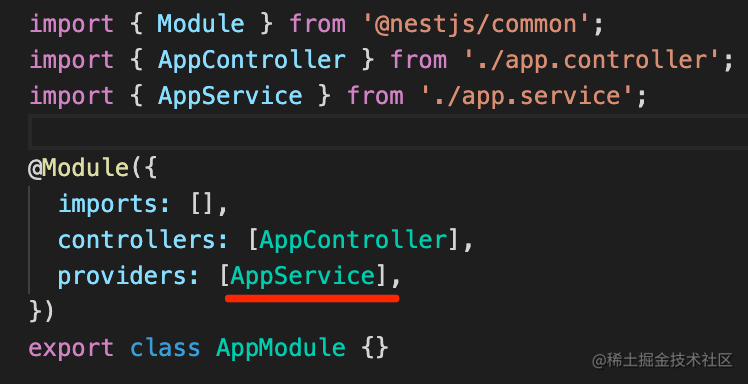 import { Module } from '@nestjs/common';
import { AppController } from './app.controller';
import { AppService } from './app.service';
@Module({
  imports: [],
  controllers: [AppController],
  providers: [AppService],
})
export class AppModule {}
@稀土掘金技术社区